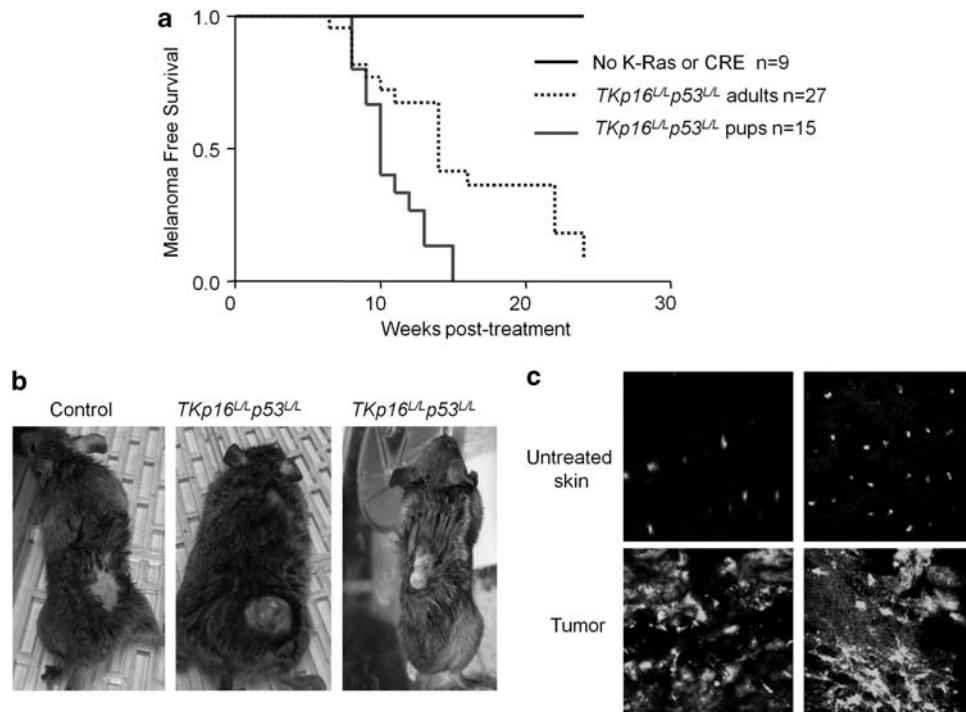 a
1.0
0.5
0.0
Melanoma Free Survival
0
10
20
30
Weeks post-treatment
No K-Ras or CRE n=9
TKp16L/Lp53L/L adults n=27
TKp16L/Lp53L/L pups n=15
b
Control
TKp16L/Lp53L/L
TKp16L/Lp53L/L
c
Untreated
skin
Tumor